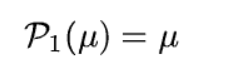 𝒫₁(μ) = μ